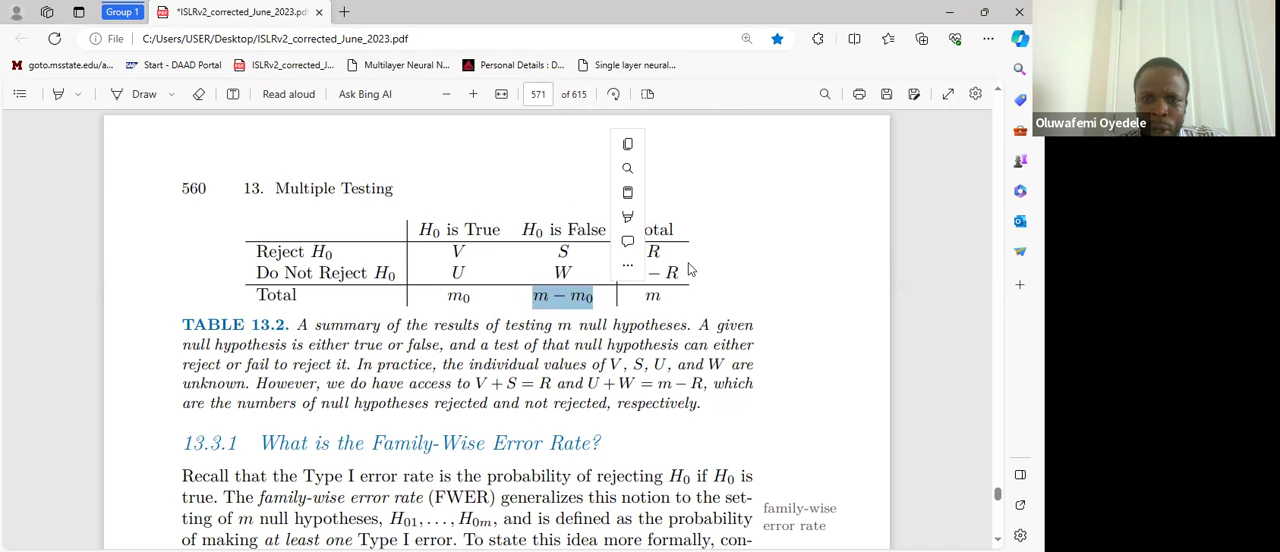 Group 1
*ISLRv2_corrected_June_2023.pdf
File
C:/Users/USER/Desktop/ISLRv2_corrected_June_2023.pdf
goto.msstate.edu/a...
Start - DAAD Portal
ISLRv2_corrected_J...
Multilayer Neural N...
Personal Details : D...
Single layer neural...
Draw
Read aloud
Ask Bing AI
571 of 615
Oluwafemi Oyedele
560 13. Multiple Testing
H₀ is True H₀ is False otal
Reject H₀ V S R
Do Not Reject H₀ U W − R
Total m₀ m − m₀ m
TABLE 13.2. A summary of the results of testing m null hypotheses. A given
null hypothesis is either true or false, and a test of that null hypothesis can either
reject or fail to reject it. In practice, the individual values of V, S, U, and W are
unknown. However, we do have access to V + S = R and U + W = m − R, which
are the numbers of null hypotheses rejected and not rejected, respectively.
13.3.1 What is the Family-Wise Error Rate?
Recall that the Type I error rate is the probability of rejecting H₀ if H₀ is
true. The family-wise error rate (FWER) generalizes this notion to the set-
ting of m null hypotheses, H₀₁, . . . , H₀ₘ, and is defined as the probability
of making at least one Type I error. To state this idea more formally, con-
family-wise
error rate